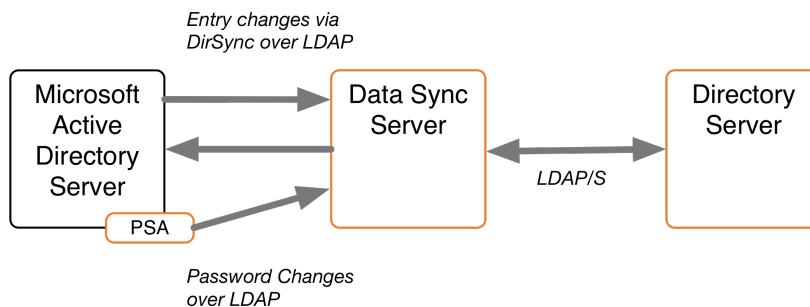 Entry changes via
DirSync over LDAP
Microsoft
Active
Directory
Server
Data Sync
Server
Directory
Server
LDAP/S
PSA
Password Changes
over LDAP